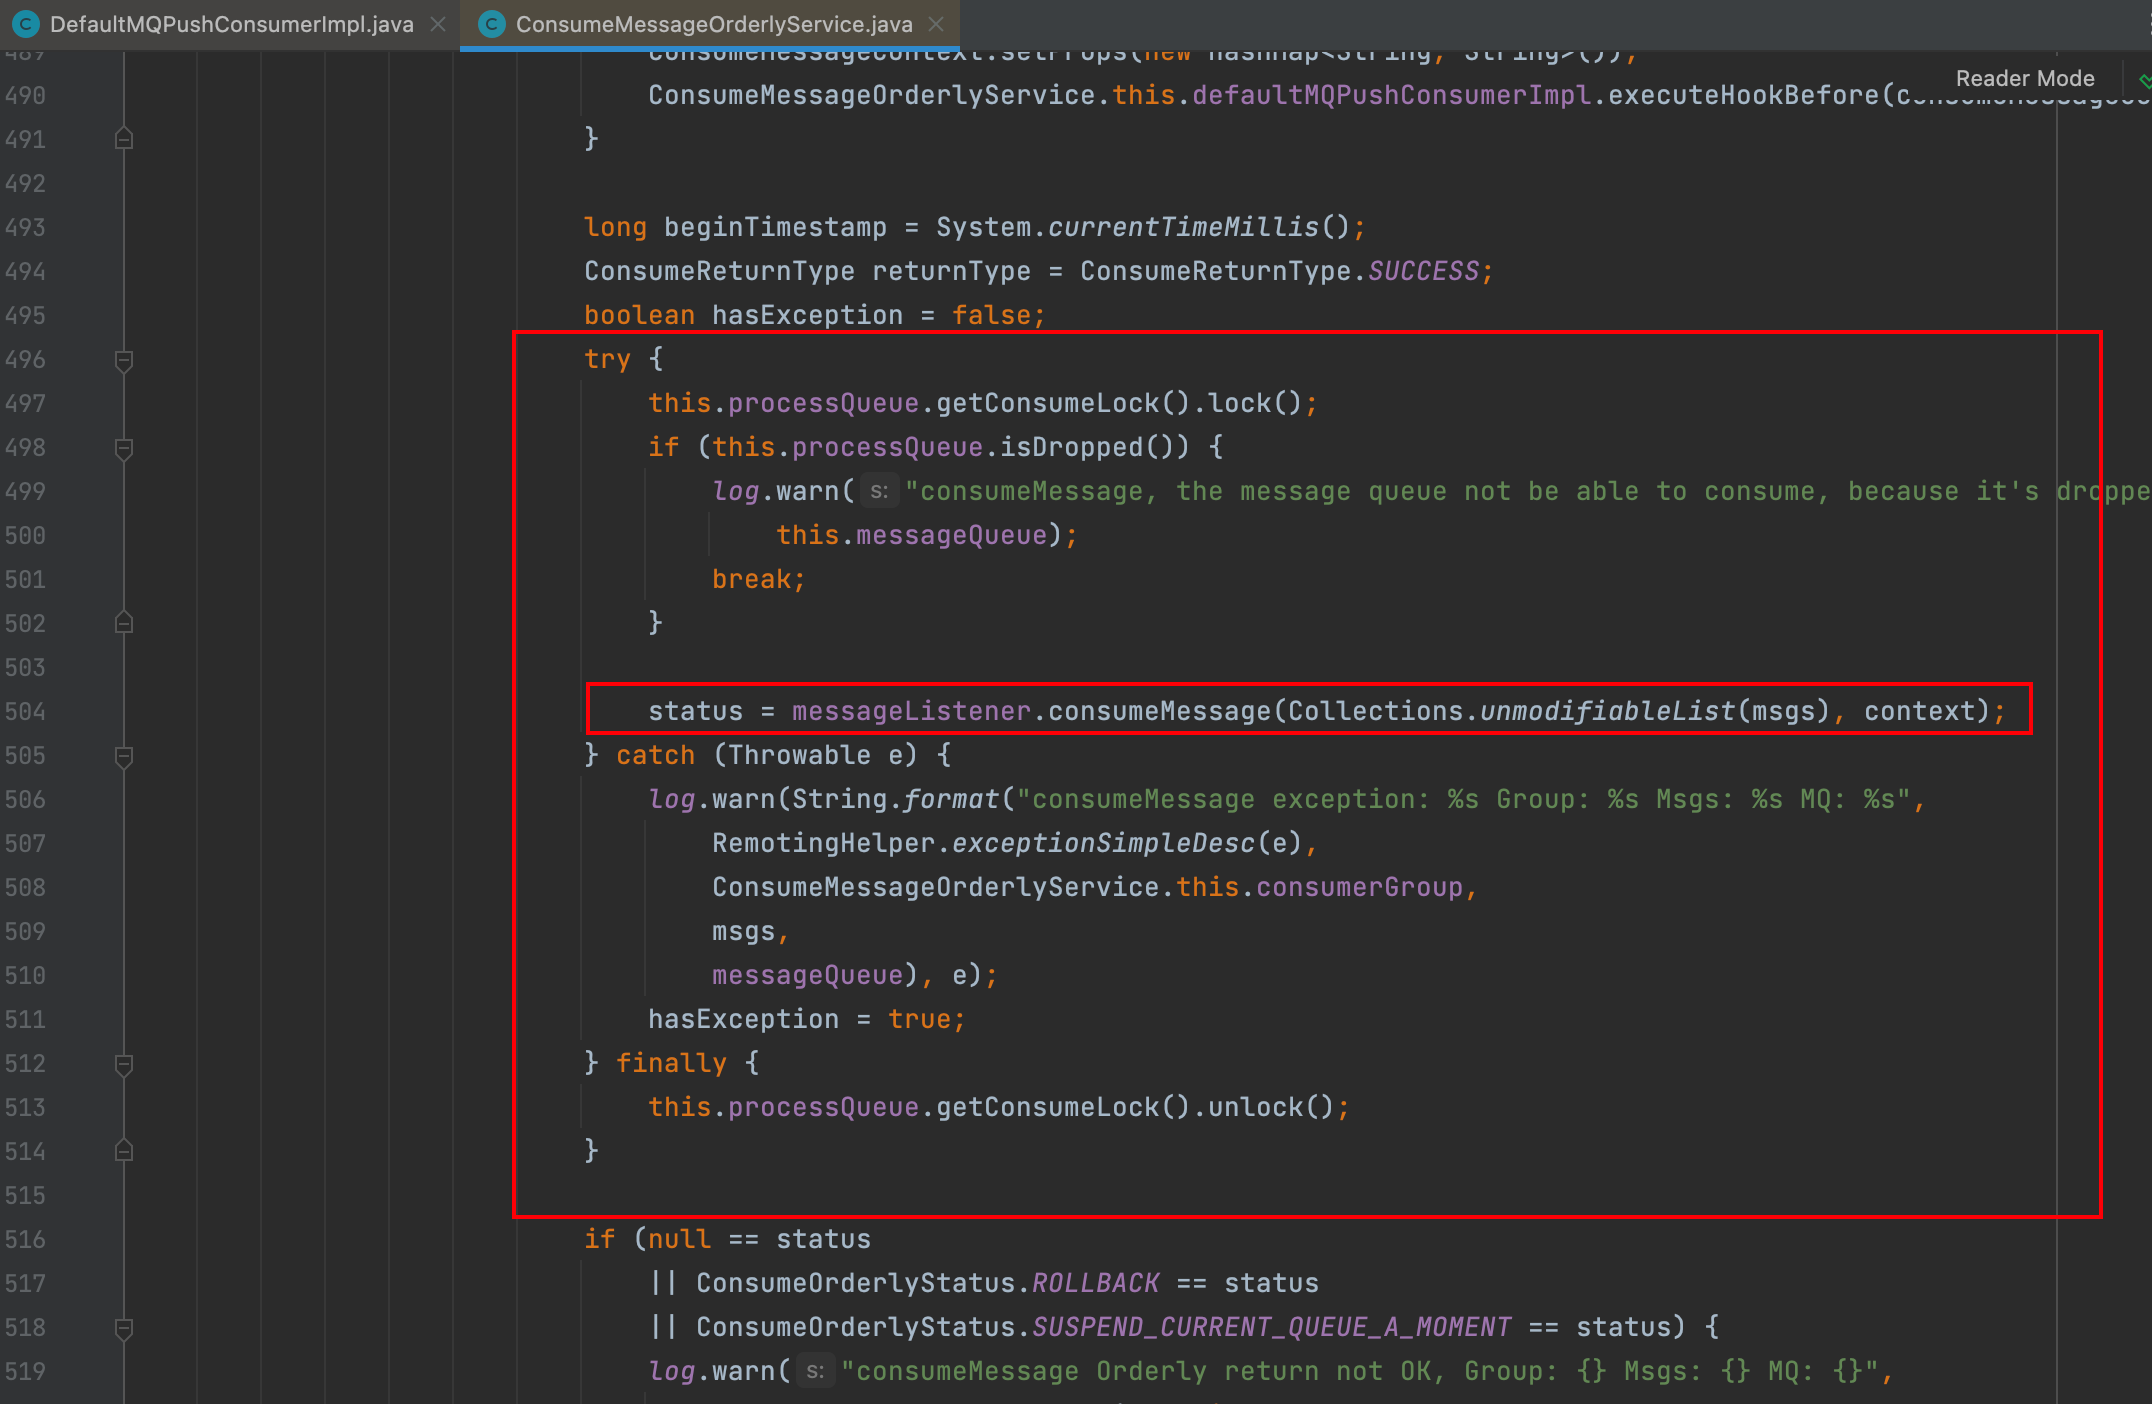 DefaultMQPushConsumerImpl.java ConsumeMessageOrderlyService.java
489 consumeMessageContext.setProps(new HashMap<String, String>());
Reader Mode
490 ConsumeMessageOrderlyService.this.defaultMQPushConsumerImpl.executeHookBefore(
491 }
492
493 long beginTimestamp = System.currentTimeMillis();
494 ConsumeReturnType returnType = ConsumeReturnType.SUCCESS;
495 boolean hasException = false;
496 try {
497 this.processQueue.getConsumeLock().lock();
498 if (this.processQueue.isDropped()) {
499 log.warn( s: "consumeMessage, the message queue not be able to consume, because it's droppe
500 this.messageQueue);
501 break;
502 }
503
504 status = messageListener.consumeMessage(Collections.unmodifiableList(msgs), context);
505 } catch (Throwable e) {
506 log.warn(String.format("consumeMessage exception: %s Group: %s Msgs: %s MQ: %s",
507 RemotingHelper.exceptionSimpleDesc(e),
508 ConsumeMessageOrderlyService.this.consumerGroup,
509 msgs,
510 messageQueue), e);
511 hasException = true;
512 } finally {
513 this.processQueue.getConsumeLock().unlock();
514 }
515
516 if (null == status
517 || ConsumeOrderlyStatus.ROLLBACK == status
518 || ConsumeOrderlyStatus.SUSPEND_CURRENT_QUEUE_A_MOMENT == status) {
519 log.warn( s: "consumeMessage Orderly return not OK, Group: {} Msgs: {} MQ: {}",